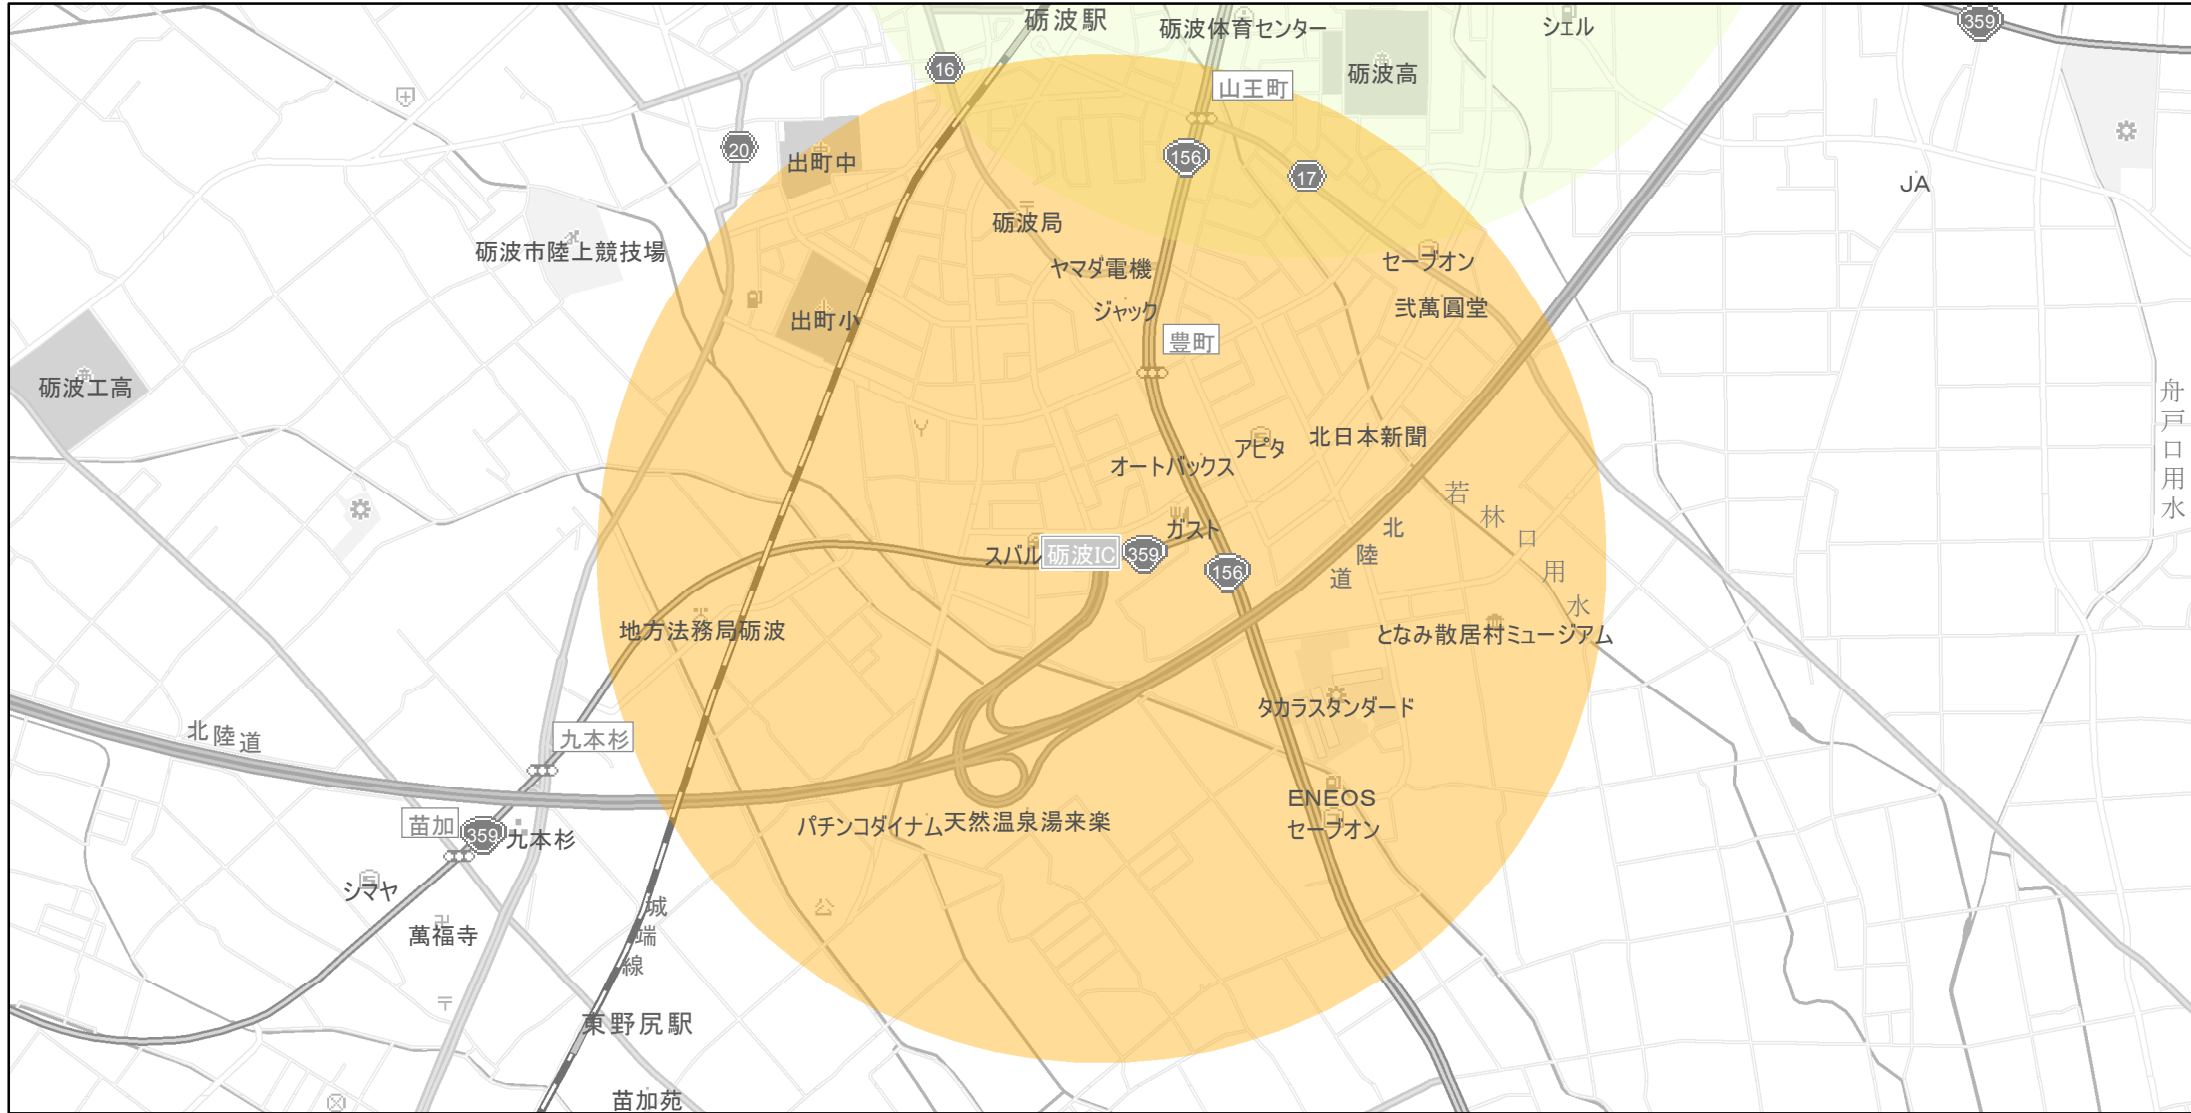 砺波駅
砺波体育センター
シェル
359
16
砺波高
山王町
20
出町中
156
17
JA
砺波局
砺波市陸上競技場
ヤマダ電機
セーブオン
ジャック
弐萬圓堂
出町小
豊町
砺波工高
舟戸口用水
北日本新聞
アピタ
オートバックス
若林口用水
ガスト
北陸道
スバル
砺波IC
359
156
地方法務局砺波
となみ散居村ミュージアム
タカラスタンダード
北陸道
九本杉
ENEOS
セーブオン
パチンコダイナム
天然温泉湯来楽
苗加
359
九本杉
シマヤ
萬福寺
城端線
東野尻駅
苗加苑